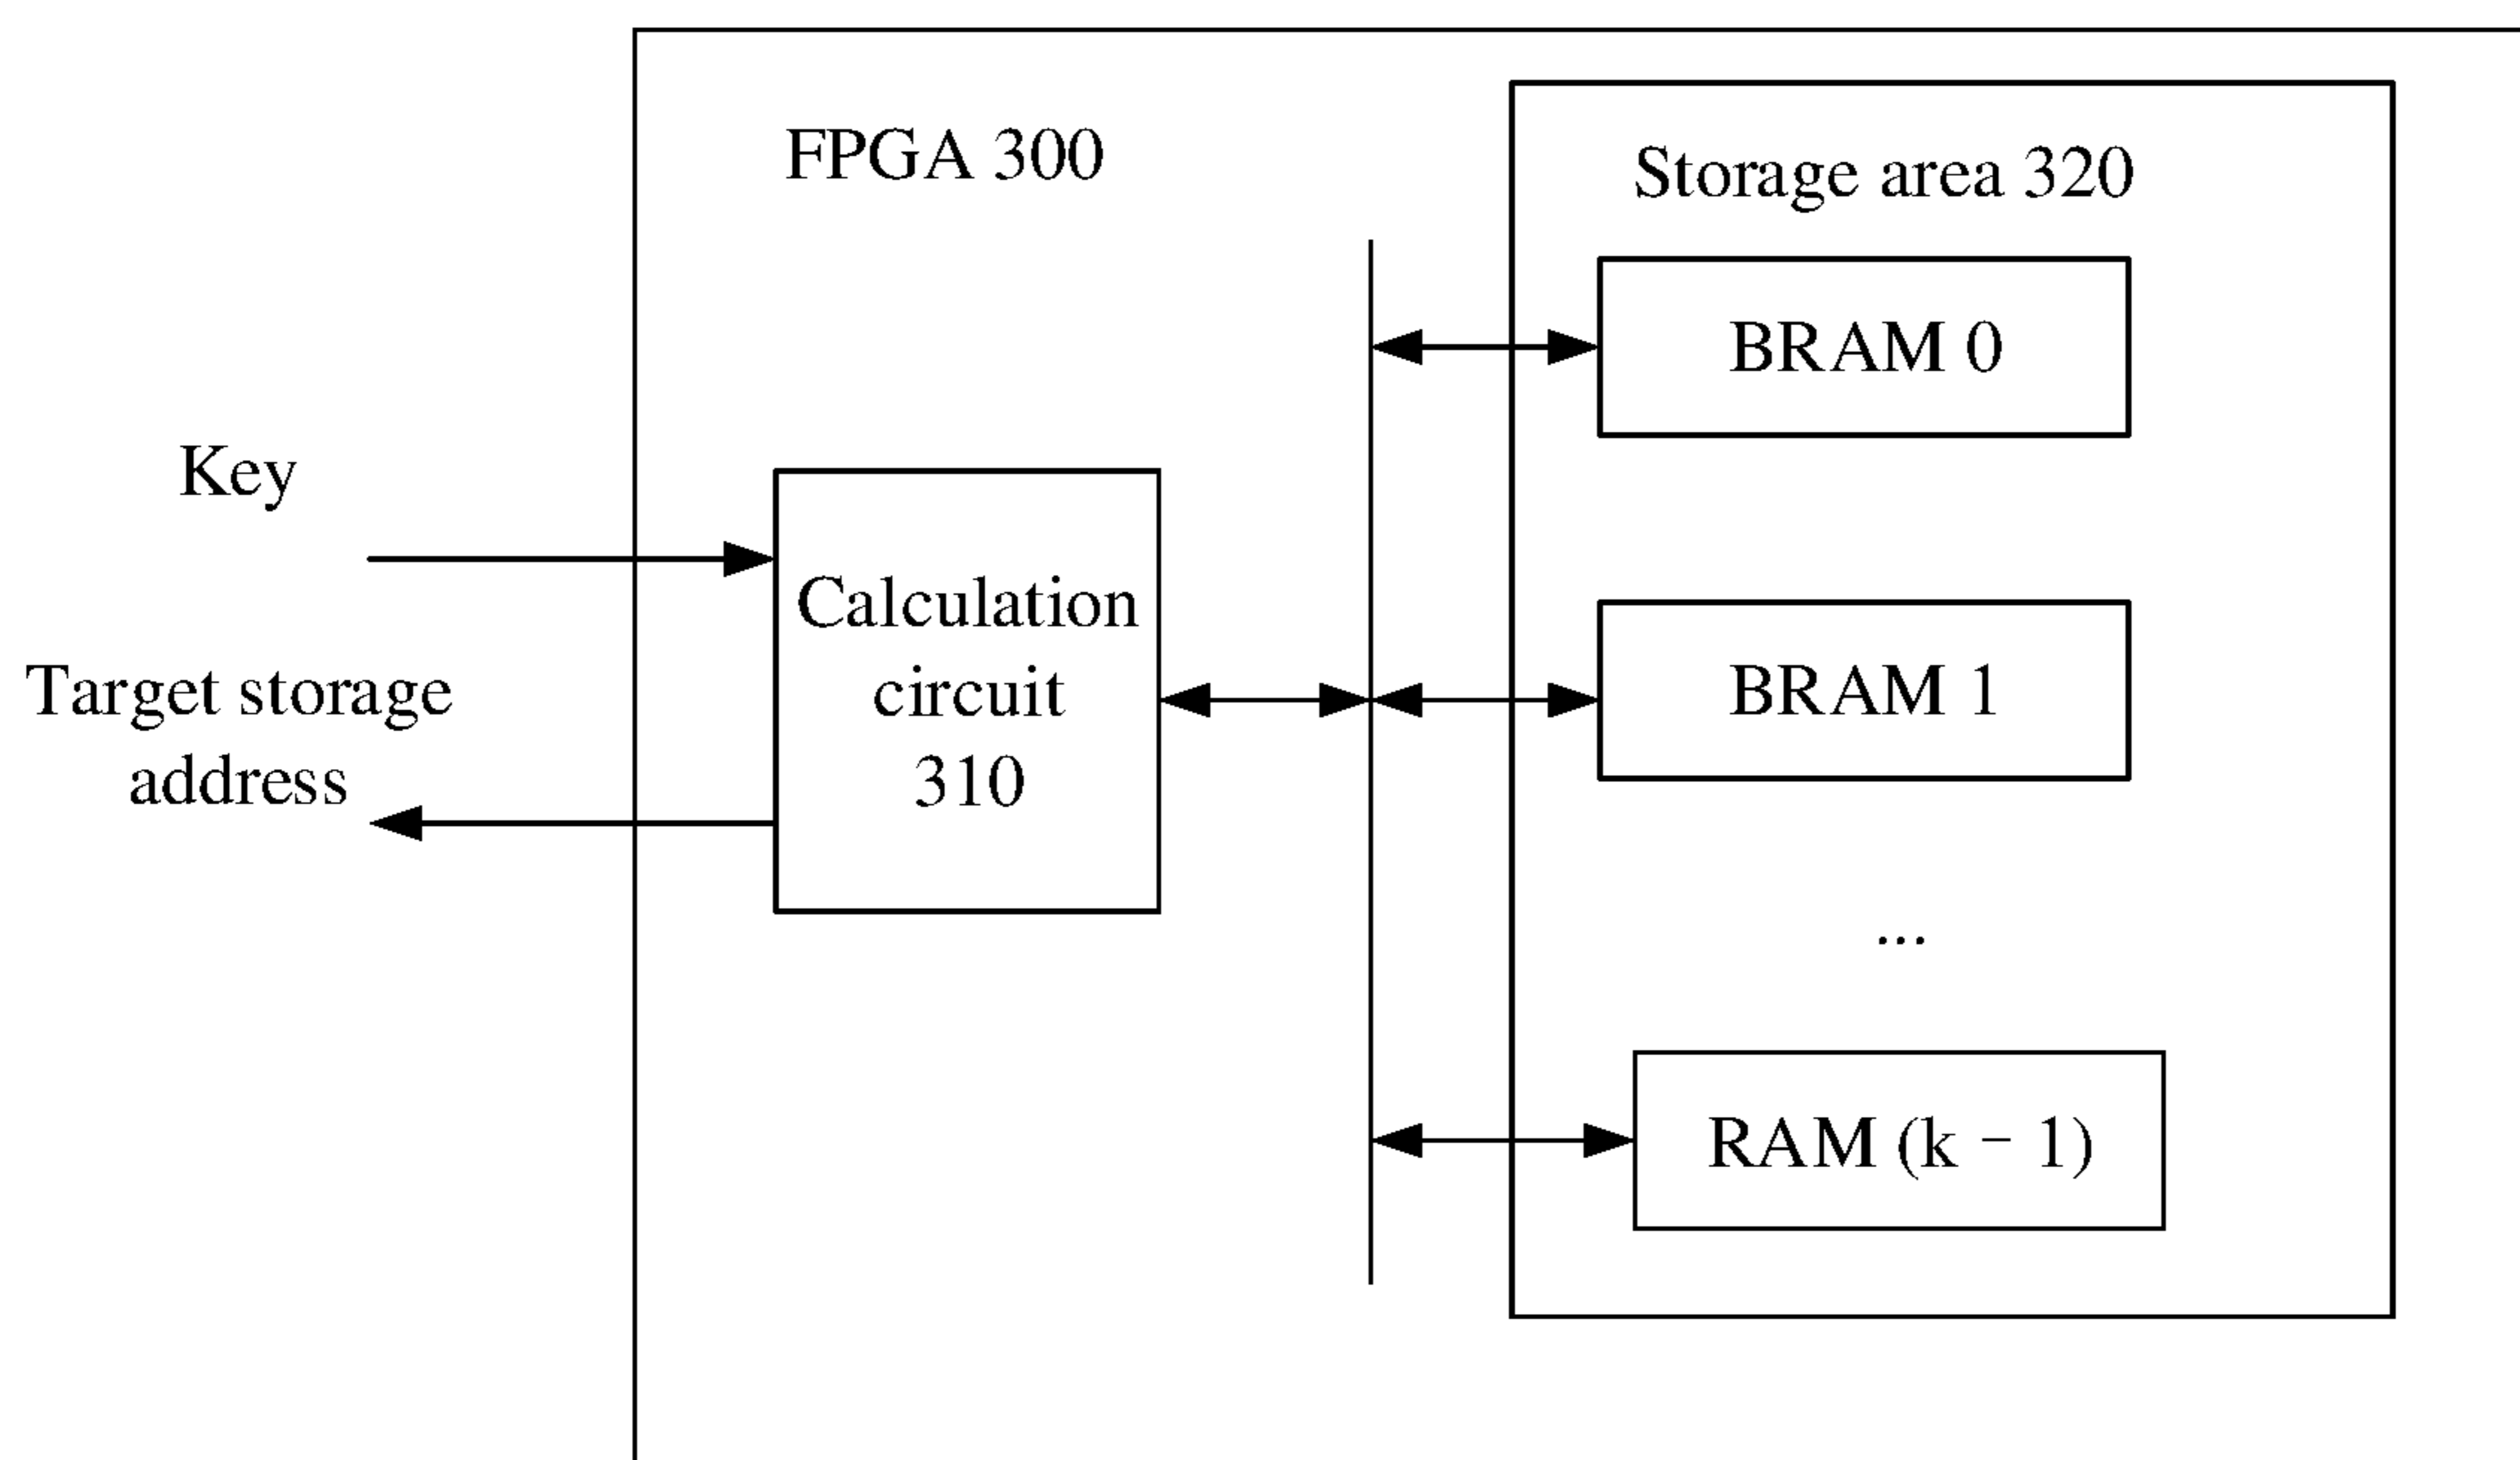 FPGA 300
Storage area 320
BRAM 0
Key
Calculation
circuit
310
Target storage
address
BRAM 1
...
RAM (k − 1)